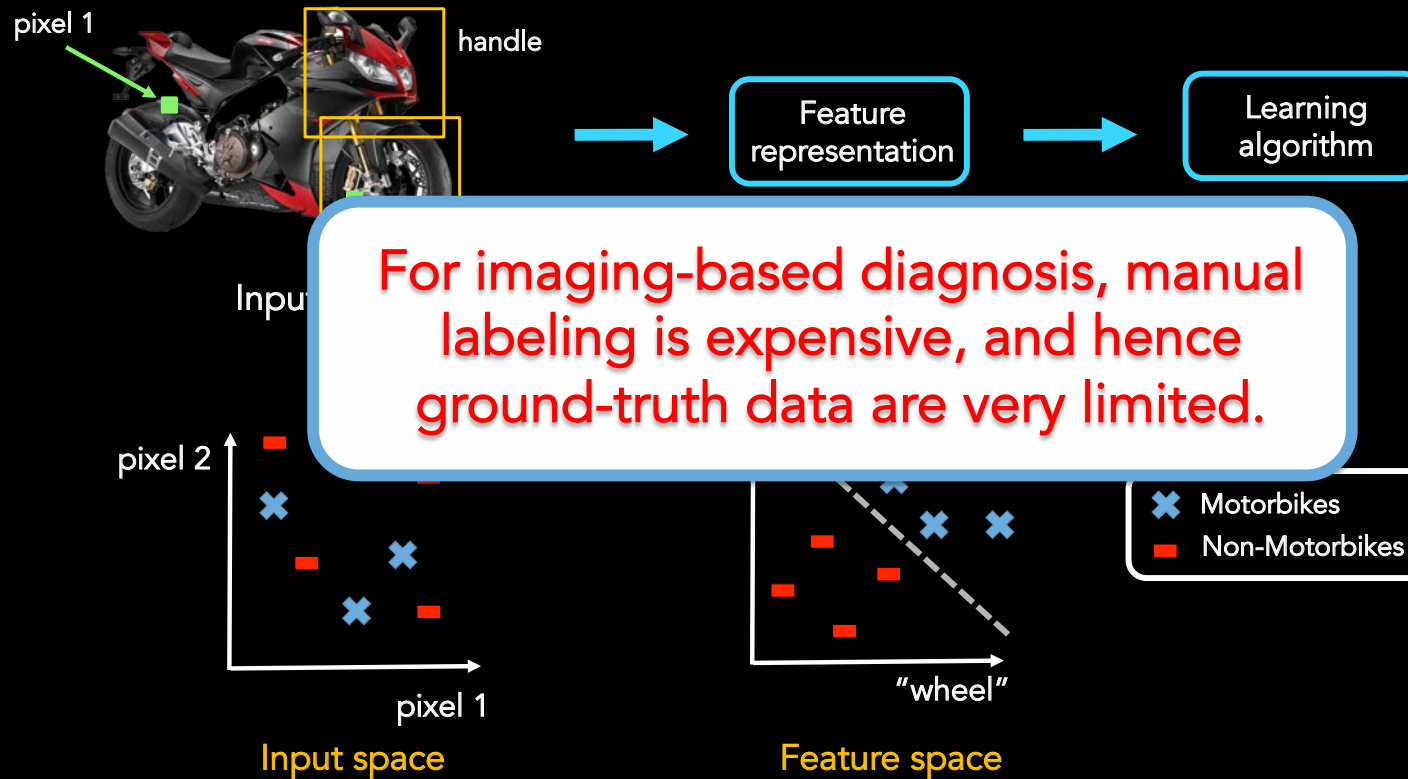 pixel 1
handle
Feature
representation
Learning
algorithm
Input
For imaging-based diagnosis, manual
labeling is expensive, and hence
ground-truth data are very limited.
pixel 2
pixel 1
Input space
"wheel"
Feature space
Motorbikes
Non-Motorbikes